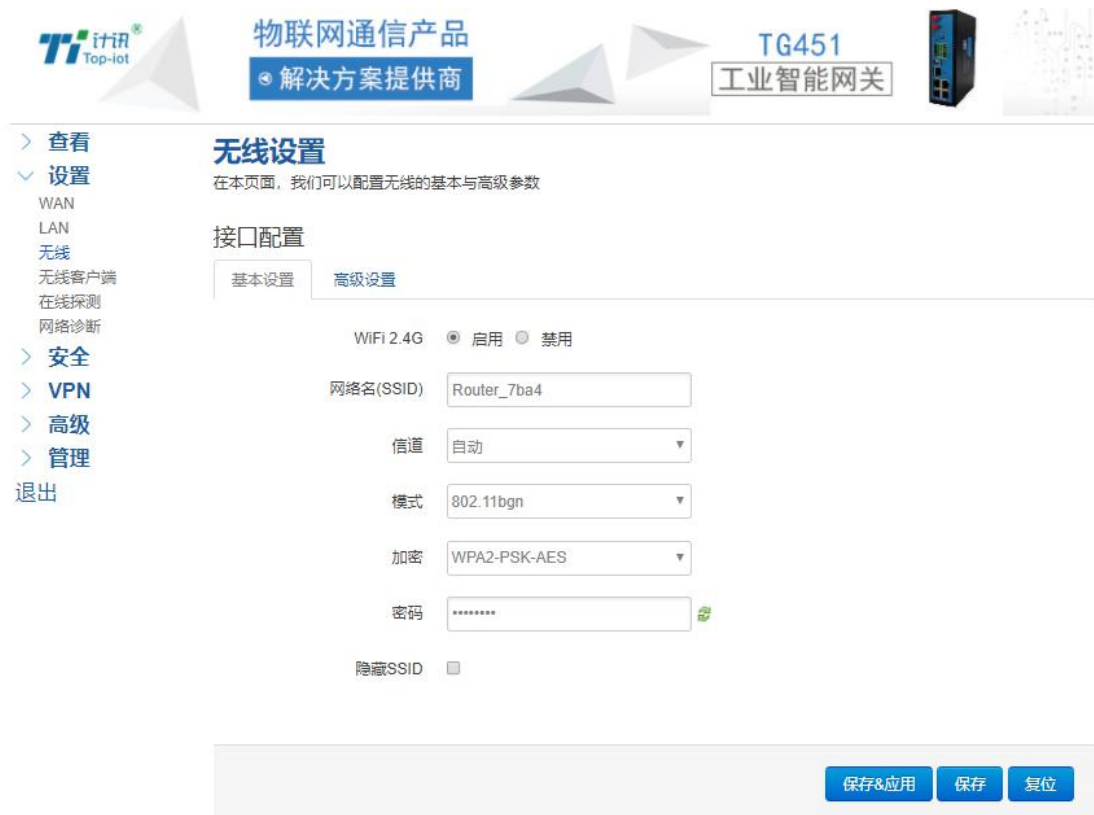 Ti 计讯®
Top-iot
物联网通信产品
解决方案提供商
TG451
工业智能网关
查看
设置
WAN
LAN
无线
无线客户端
在线探测
网络诊断
安全
VPN
高级
管理
退出
无线设置
在本页面，我们可以配置无线的基本与高级参数
接口配置
基本设置 高级设置
WiFi 2.4G 启用 禁用
网络名(SSID) Router_7ba4
信道 自动
模式 802.11bgn
加密 WPA2-PSK-AES
密码 ••••••••
隐藏SSID
保存&应用 保存 复位